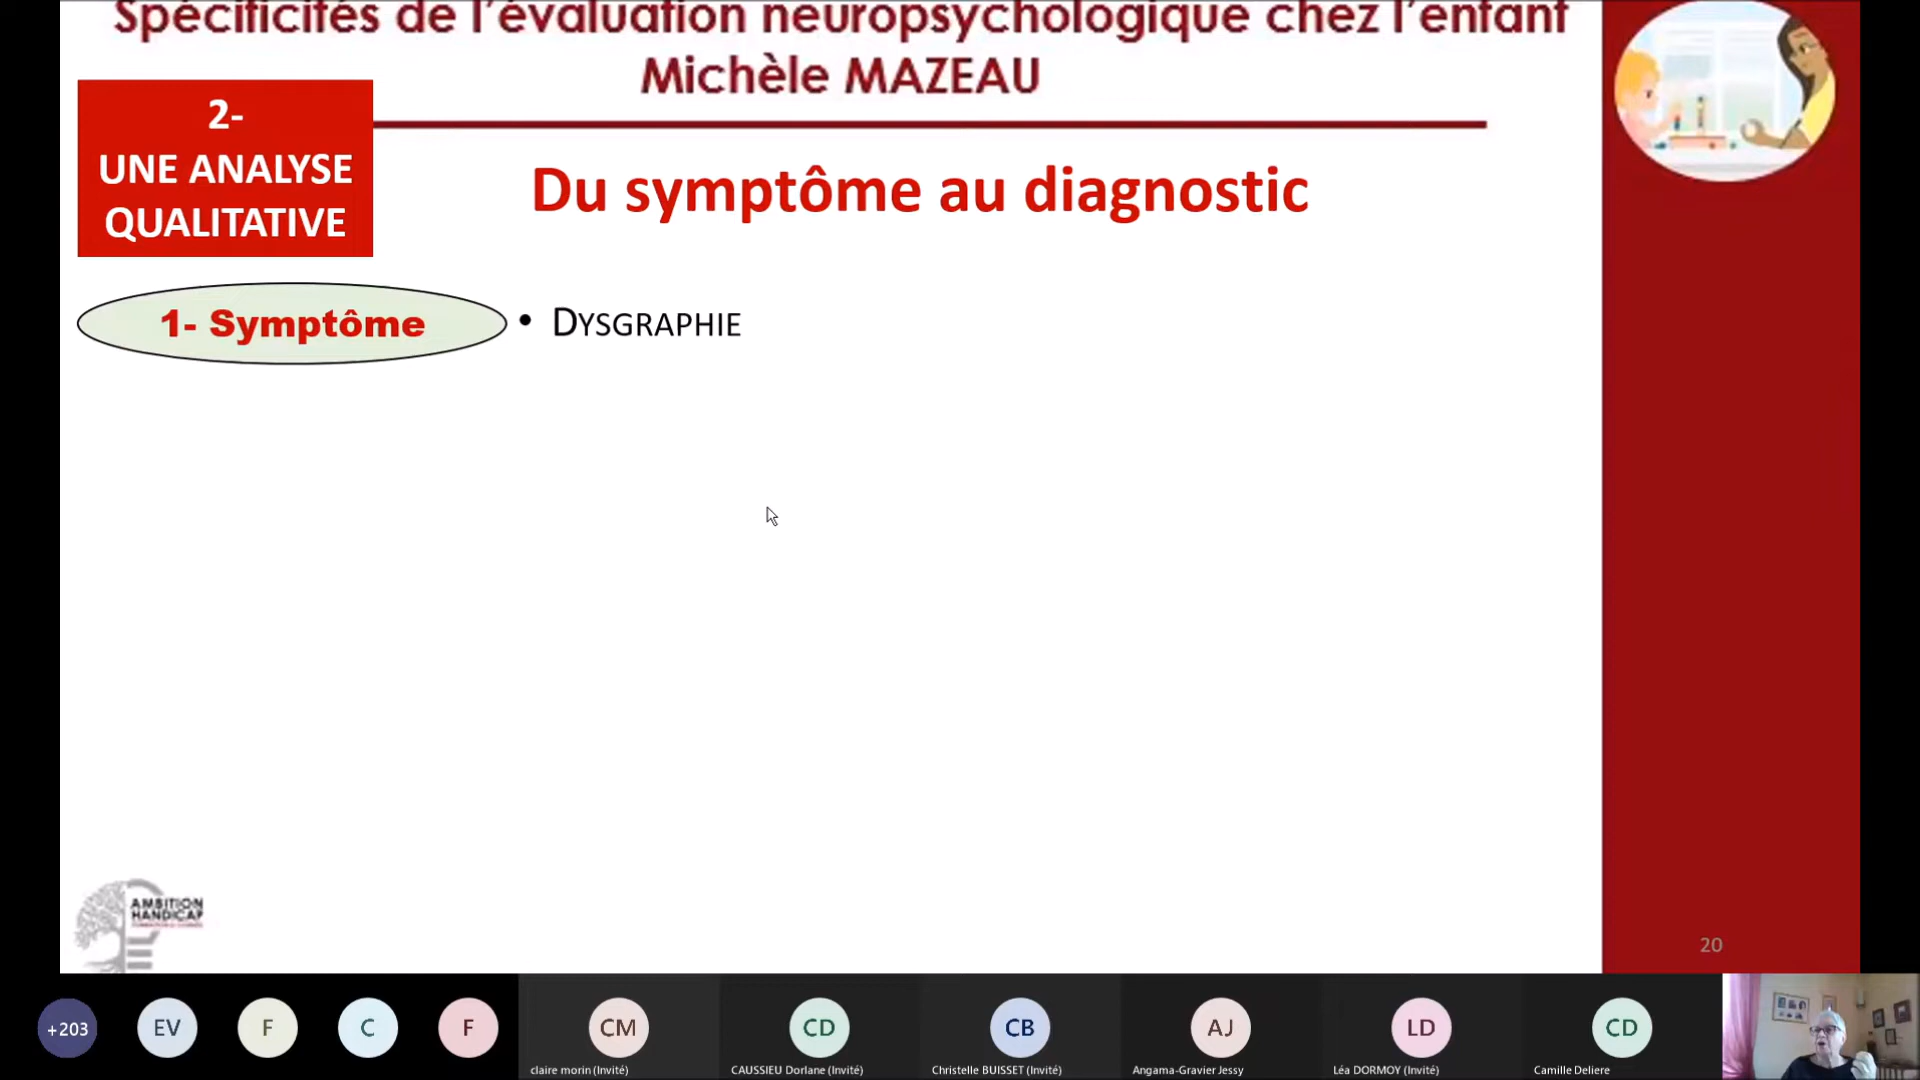 Spécificités de l'évaluation neuropsychologique chez l'enfant
Michèle MAZEAU
2-
UNE ANALYSE
QUALITATIVE
Du symptôme au diagnostic
1- Symptôme
• DYSGRAPHIE
AMBITION
HANDICAP
20
+203
EV
F
C
F
CM
CD
CB
AJ
LD
CD
claire morin (Invité)
CAUSSIEU Dorlane (Invité)
Christelle BUISSET (Invité)
Angama-Gravier Jessy
Léa DORMOY (Invité)
Camille Deliere